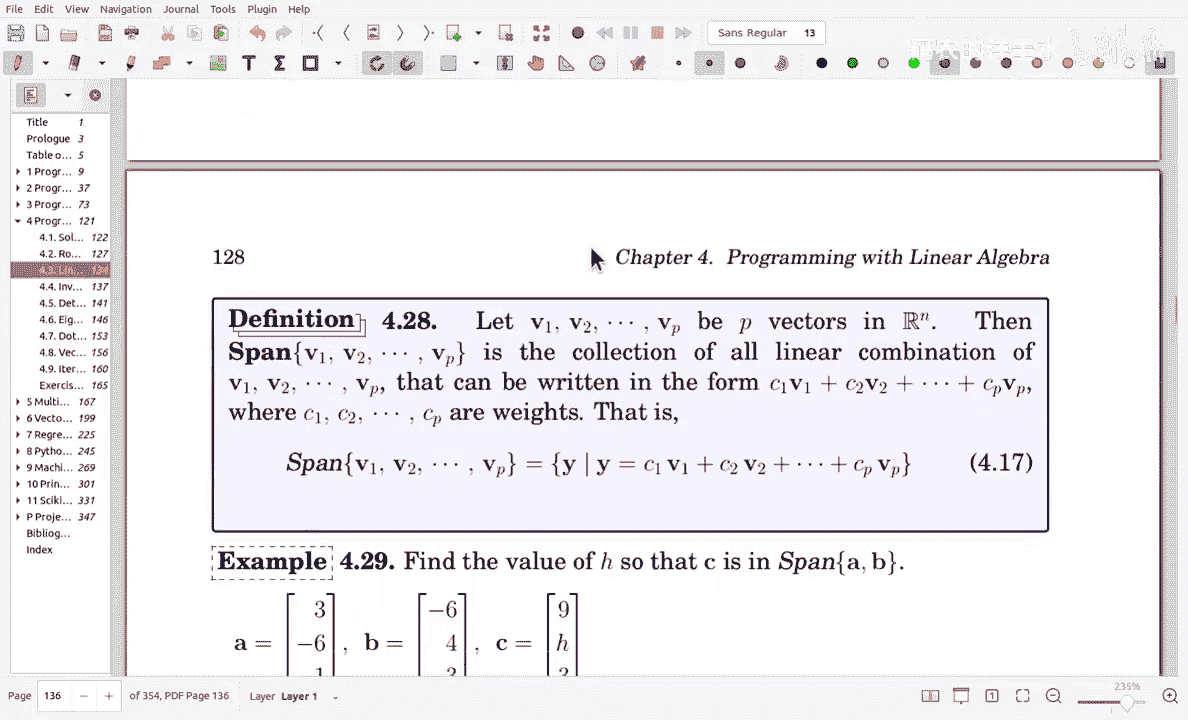 File Edit View Navigation Journal Tools Plugin Help
Sans Regular 13
Title 1
Prologue 3
Table o... 5
1 Progr... 9
2 Progr... 37
3 Progr... 73
4 Progr... 121
4.1. Sol... 122
4.2. Ro... 127
4.4. Inv... 137
4.5. Det... 141
4.6. Eig... 146
4.7. Dot... 153
4.8. Vec... 156
4.9. Iter... 160
Exercis... 165
5 Multi... 167
6 Vecto... 199
7 Regre... 225
8 Pytho... 245
9 Machi... 269
10 Prin... 301
11 Sciki... 331
P Proje... 347
Bibliog...
Index
128 Chapter 4. Programming with Linear Algebra
Definition 4.28. Let v₁, v₂, ⋯ , vₚ be p vectors in ℝⁿ. Then
Span{v₁, v₂, ⋯ , vₚ} is the collection of all linear combination of
v₁, v₂, ⋯ , vₚ, that can be written in the form c₁v₁ + c₂v₂ + ⋯ + cₚvₚ,
where c₁, c₂, ⋯ , cₚ are weights. That is,
Span{v₁, v₂, ⋯ , vₚ} = {y | y = c₁ v₁ + c₂ v₂ + ⋯ + cₚ vₚ} (4.17)
Example 4.29. Find the value of h so that c is in Span{a, b}.
3 −6 9
a = −6 , b = 4 , c = h
Page 136 − + of 354, PDF Page 136 Layer Layer 1 235%